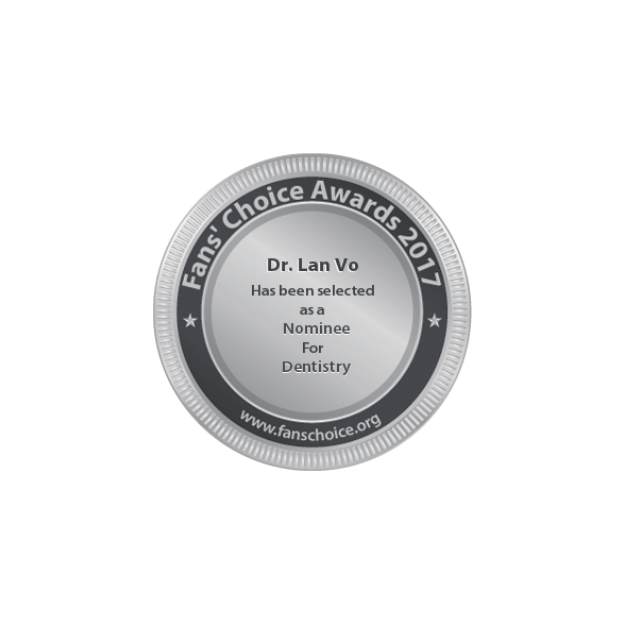 Fans' Choice Awards 2017
Dr. Lan Vo
Has been selected
as a
Nominee
For
Dentistry
www.fanschoice.org